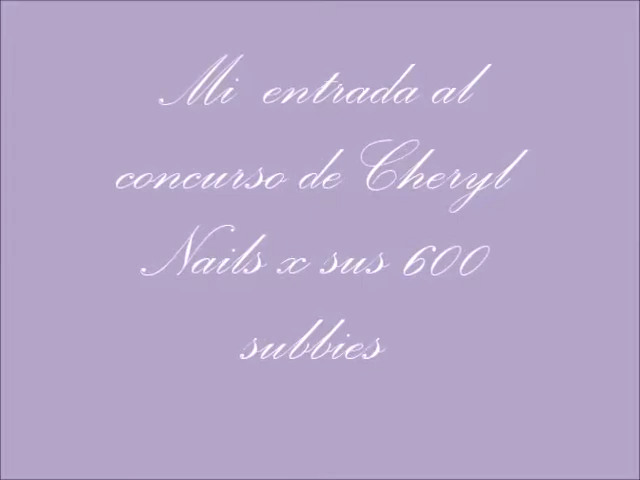 Mi entrada al
concurso de Cheryl
Nails x sus 600
subbies